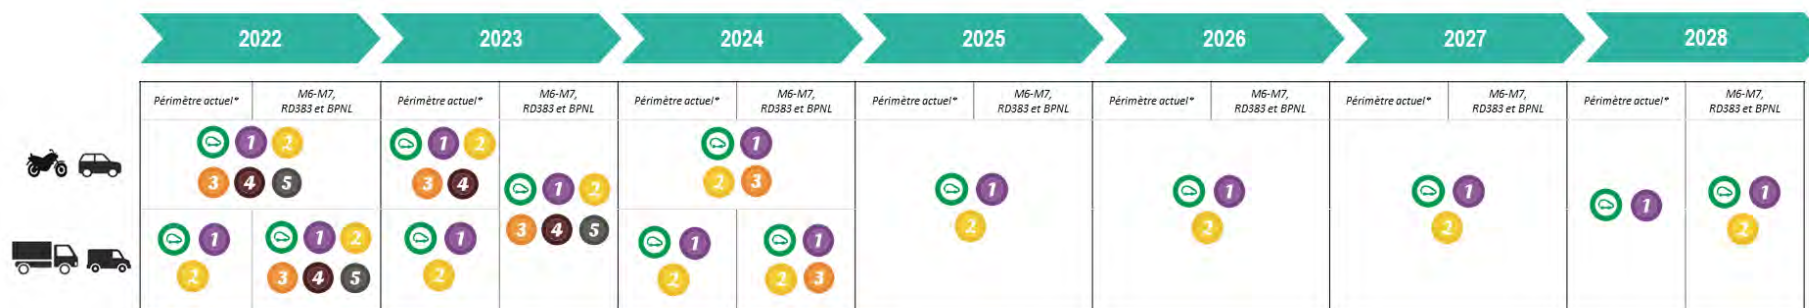 2022 2023 2024 2025 2026 2027 2028
Périmètre actuel* M6-M7, Périmètre actuel* M6-M7, Périmètre actuel* M6-M7, Périmètre actuel* M6-M7, Périmètre actuel* M6-M7, Périmètre actuel* M6-M7, Périmètre actuel* M6-M7,
RD383 et BPNL RD383 et BPNL RD383 et BPNL RD383 et BPNL RD383 et BPNL RD383 et BPNL RD383 et BPNL
1 2 1 2 1
3 4 5 3 4 2 3
1 2 1 1 1 1 1
3 4 5 2 2 2 2
1 1 2 1 1 1
2 3 4 5 2 2 2 3